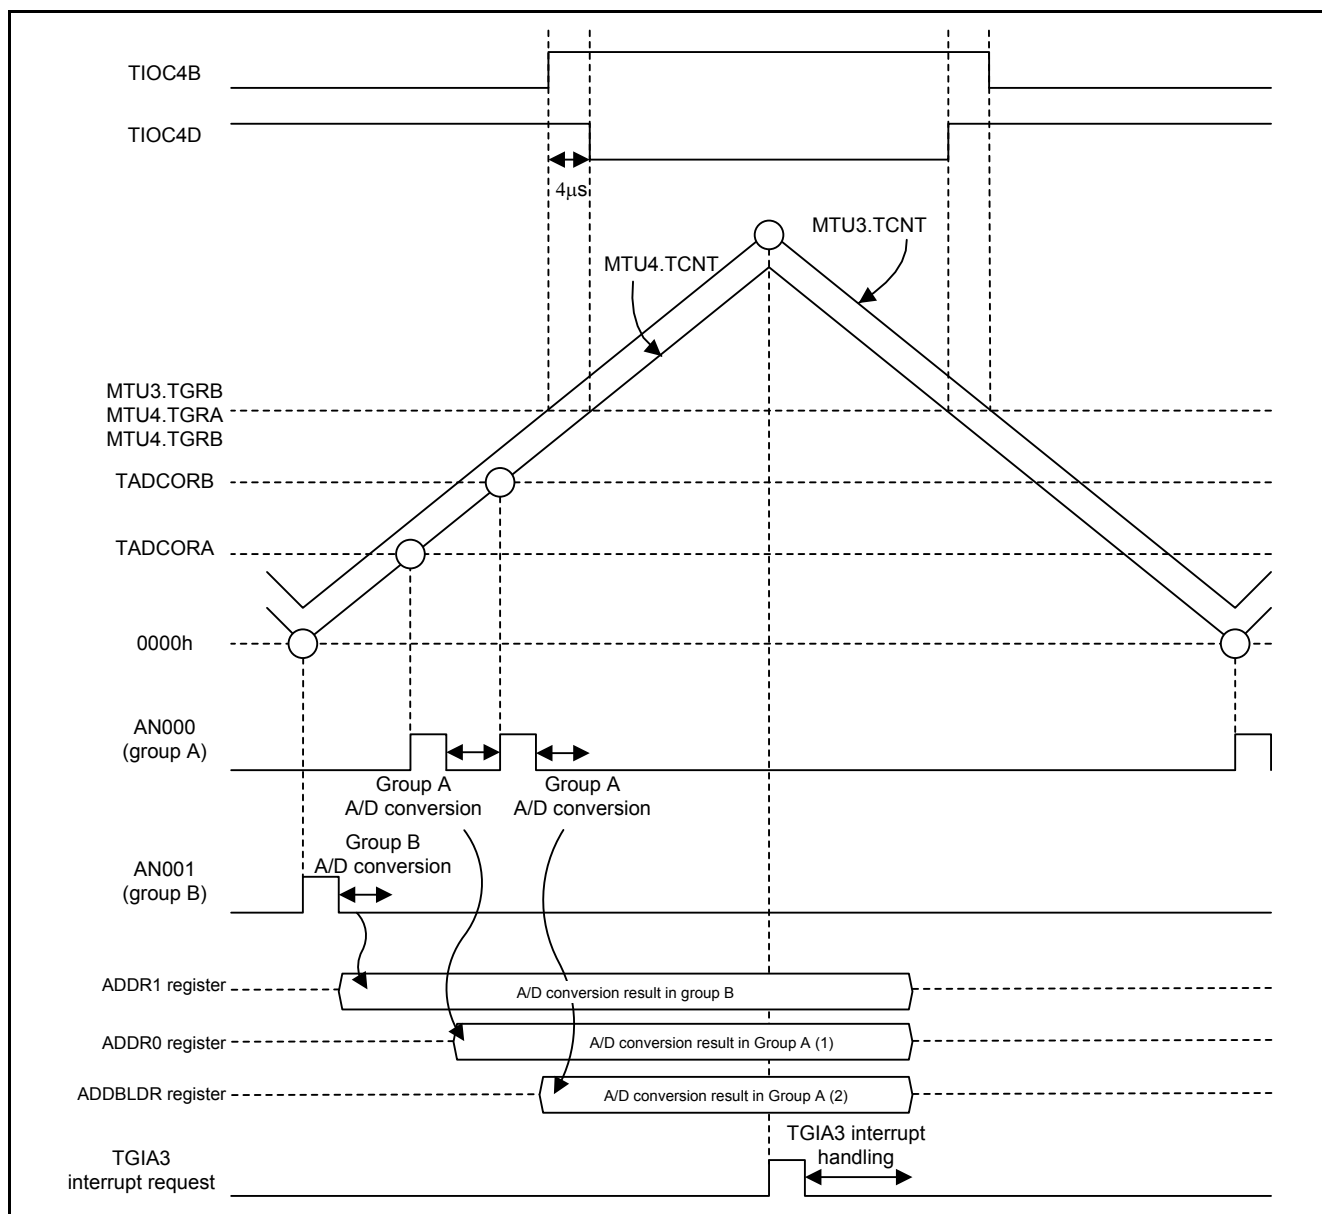 TIOC4B
TIOC4D
4μs
MTU3.TCNT
MTU4.TCNT
MTU3.TGRB
MTU4.TGRA
MTU4.TGRB
TADCORB
TADCORA
0000h
AN000
(group A)
Group A
A/D conversion
Group A
A/D conversion
Group B
A/D conversion
AN001
(group B)
ADDR1 register
A/D conversion result in group B
ADDR0 register
A/D conversion result in Group A (1)
ADDBLDR register
A/D conversion result in Group A (2)
TGIA3 interrupt
handling
TGIA3
interrupt request